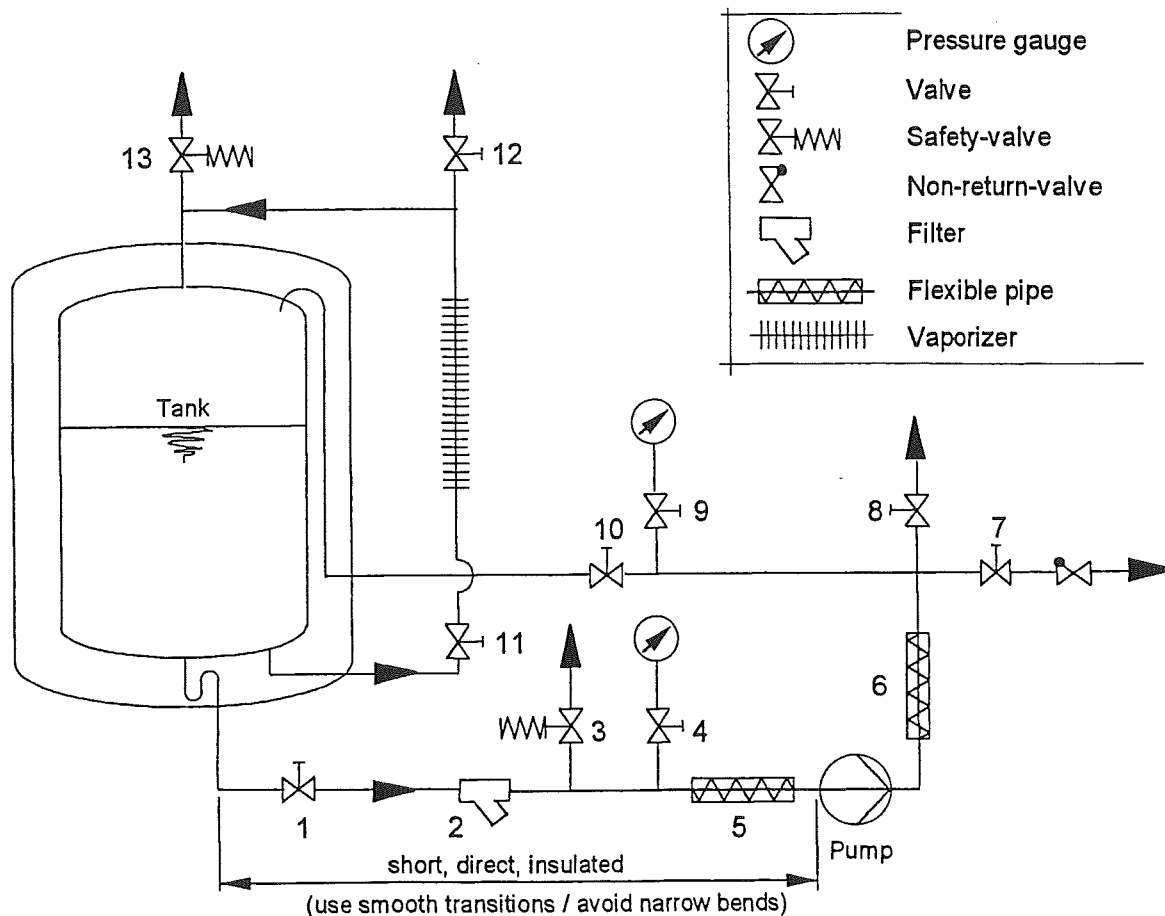 Pressure gauge
Valve
Safety-valve
Non-return-valve
Filter
Flexible pipe
Vaporizer
13
12
Tank
10
9
8
7
11
6
3
4
1
2
5
Pump
short, direct, insulated
(use smooth transitions / avoid narrow bends)